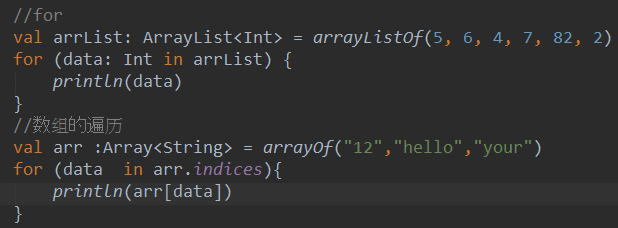 //for
val arrList: ArrayList<Int> = arrayListOf(5, 6, 4, 7, 82, 2)
for (data: Int in arrList) {
    println(data)
}
//数组的遍历
val arr :Array<String> = arrayOf("12","hello","your")
for (data  in arr.indices){
    println(arr[data])
}